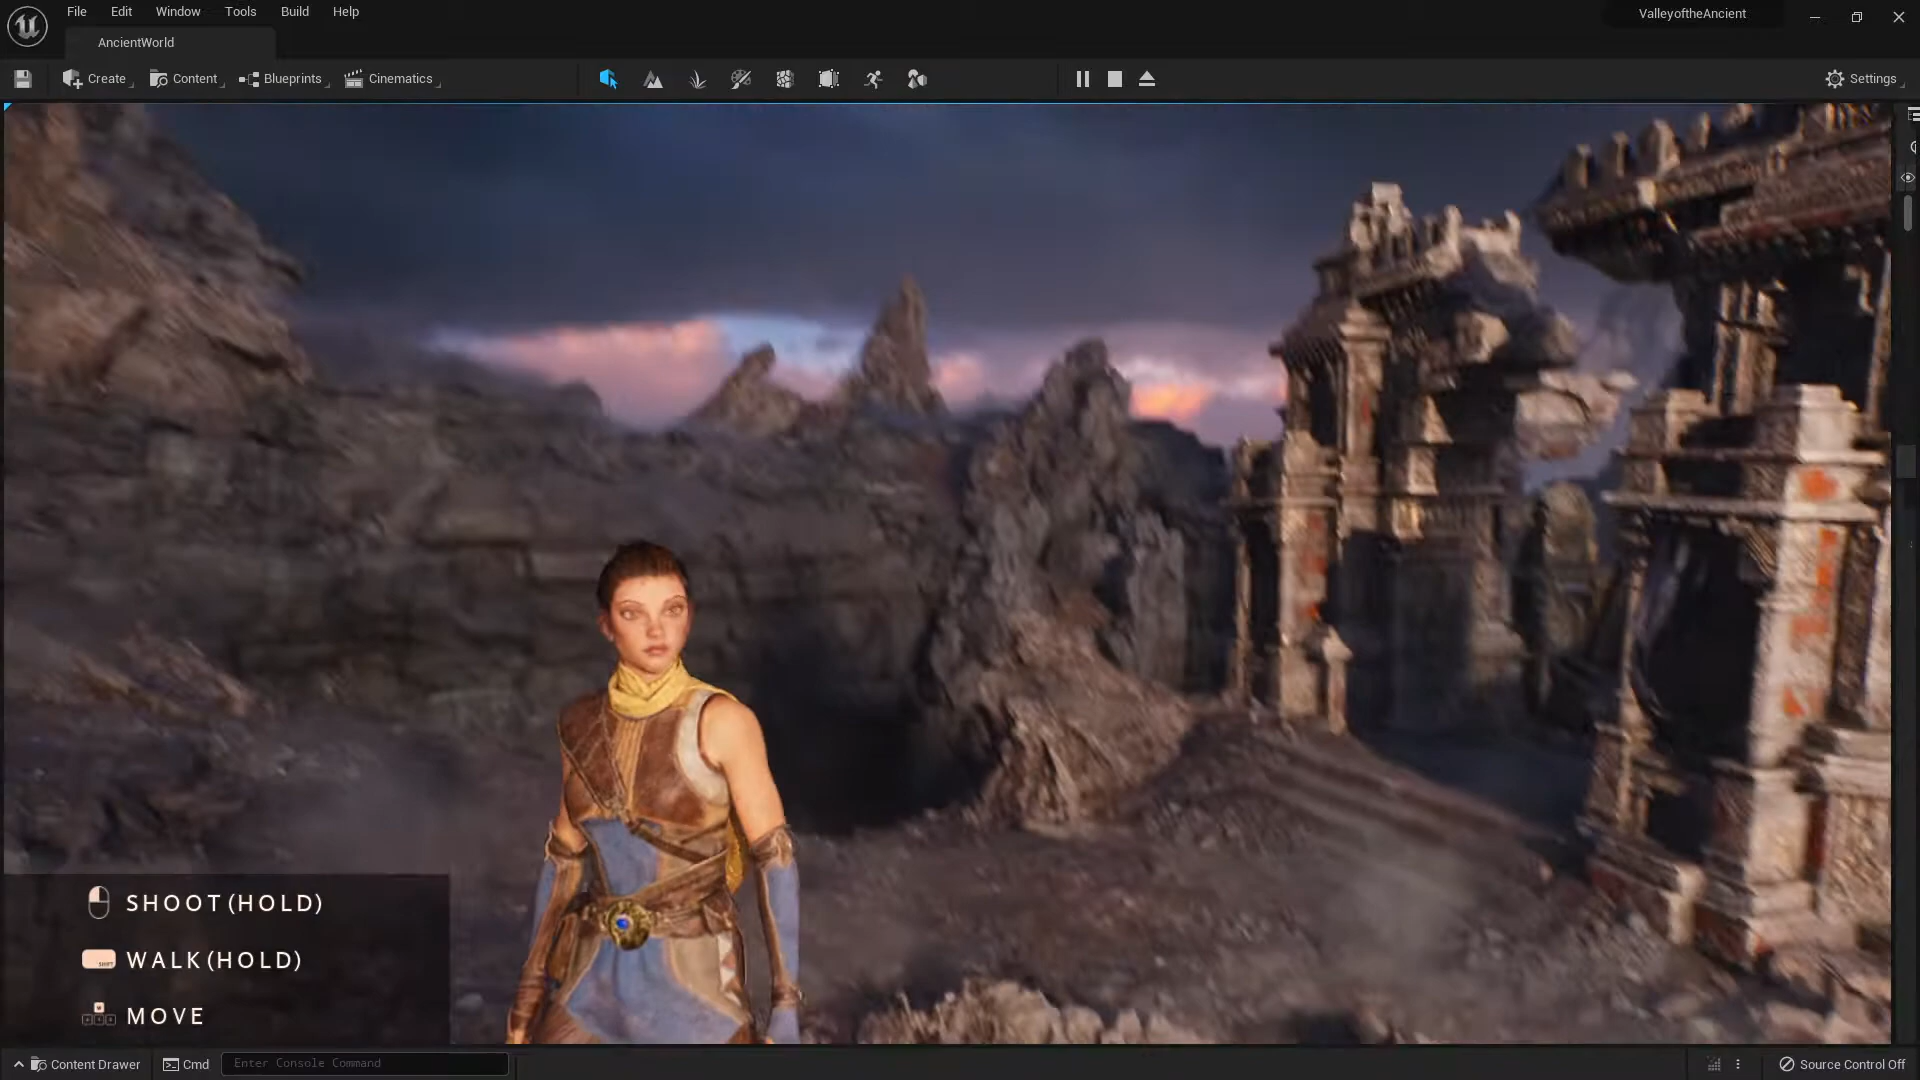 File Edit Window Tools Build Help
ValleyoftheAncient
AncientWorld
Create Content Blueprints Cinematics
Settings
SHOOT(HOLD)
WALK(HOLD)
MOVE
Content Drawer Cmd Enter Console Command
Source Control Off